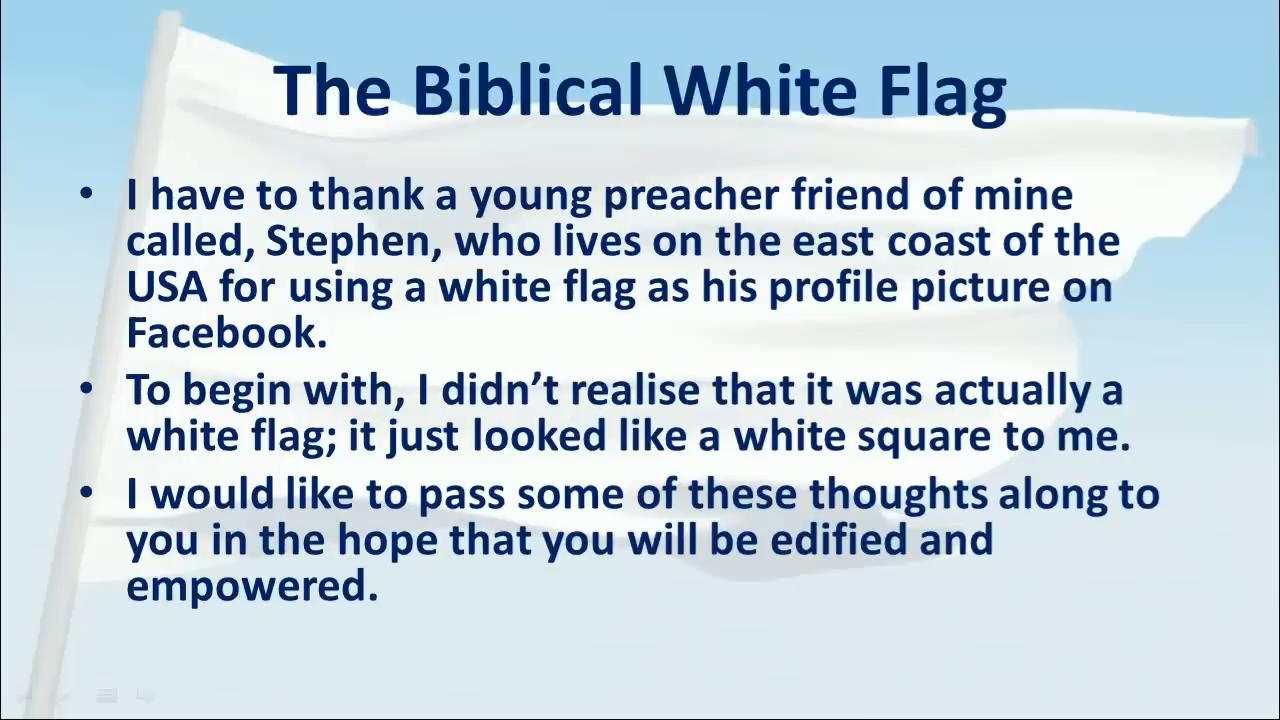 The Biblical White Flag
• I have to thank a young preacher friend of mine
called, Stephen, who lives on the east coast of the
USA for using a white flag as his profile picture on
Facebook.
• To begin with, I didn’t realise that it was actually a
white flag; it just looked like a white square to me.
• I would like to pass some of these thoughts along to
you in the hope that you will be edified and
empowered.